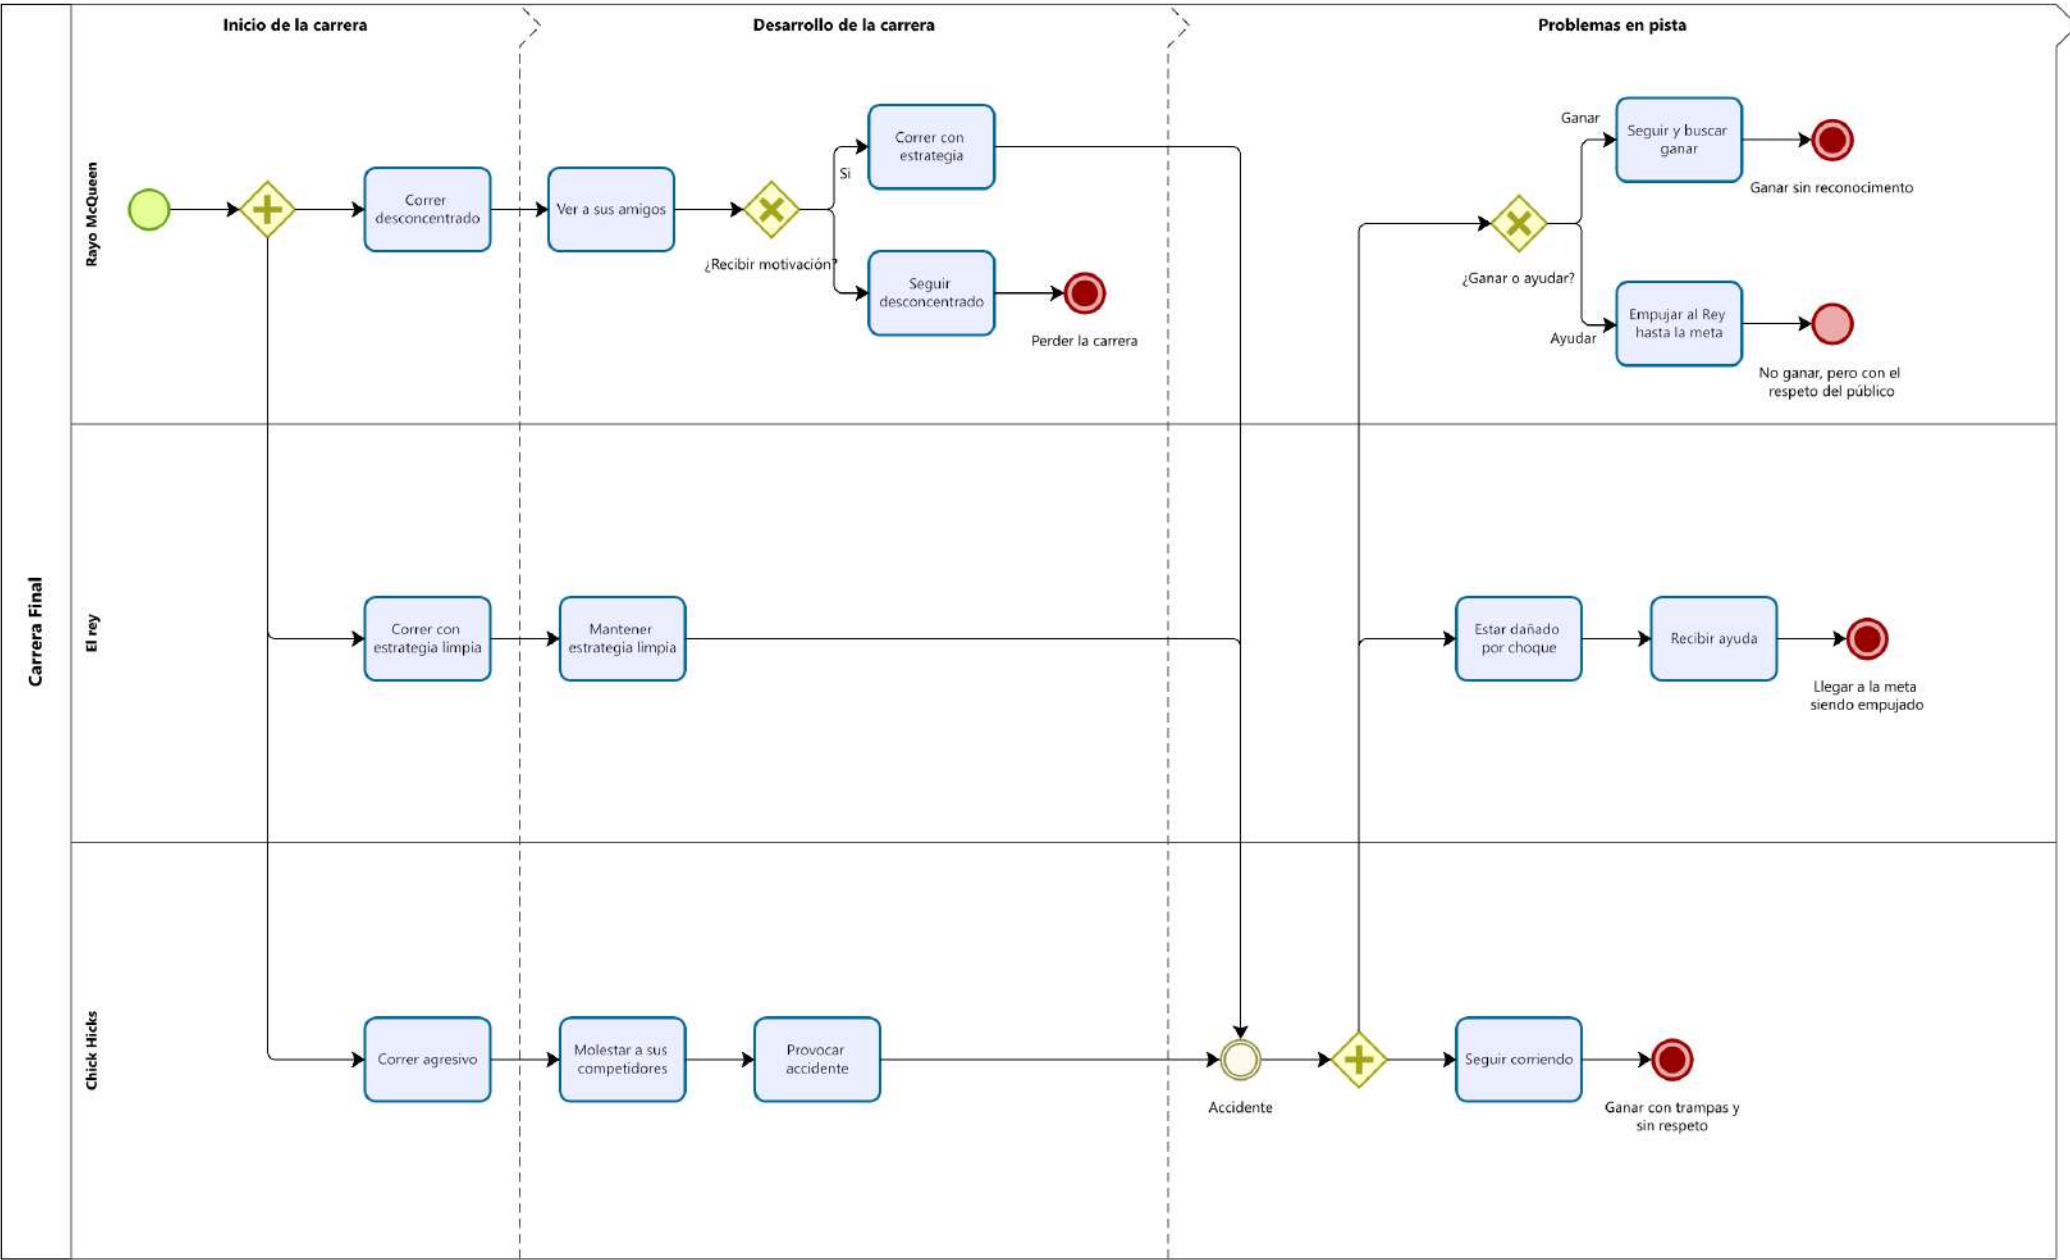 Inicio de la carrera
Desarrollo de la carrera
Problemas en pista
Carrera Final
Rayo McQueen
Correr
desconcentrado
Ver a sus amigos
¿Recibir motivación?
Si
Correr con
estrategia
Seguir
desconcentrado
Perder la carrera
¿Ganar o ayudar?
Ganar
Seguir y buscar
ganar
Ganar sin reconocimento
Ayudar
Empujar al Rey
hasta la meta
No ganar, pero con el
respeto del público
El rey
Correr con
estrategia limpia
Mantener
estrategia limpia
Estar dañado
por choque
Recibir ayuda
Llegar a la meta
siendo empujado
Chick Hicks
Correr agresivo
Molestar a sus
competidores
Provocar
accidente
Accidente
Seguir corriendo
Ganar con trampas y
sin respeto